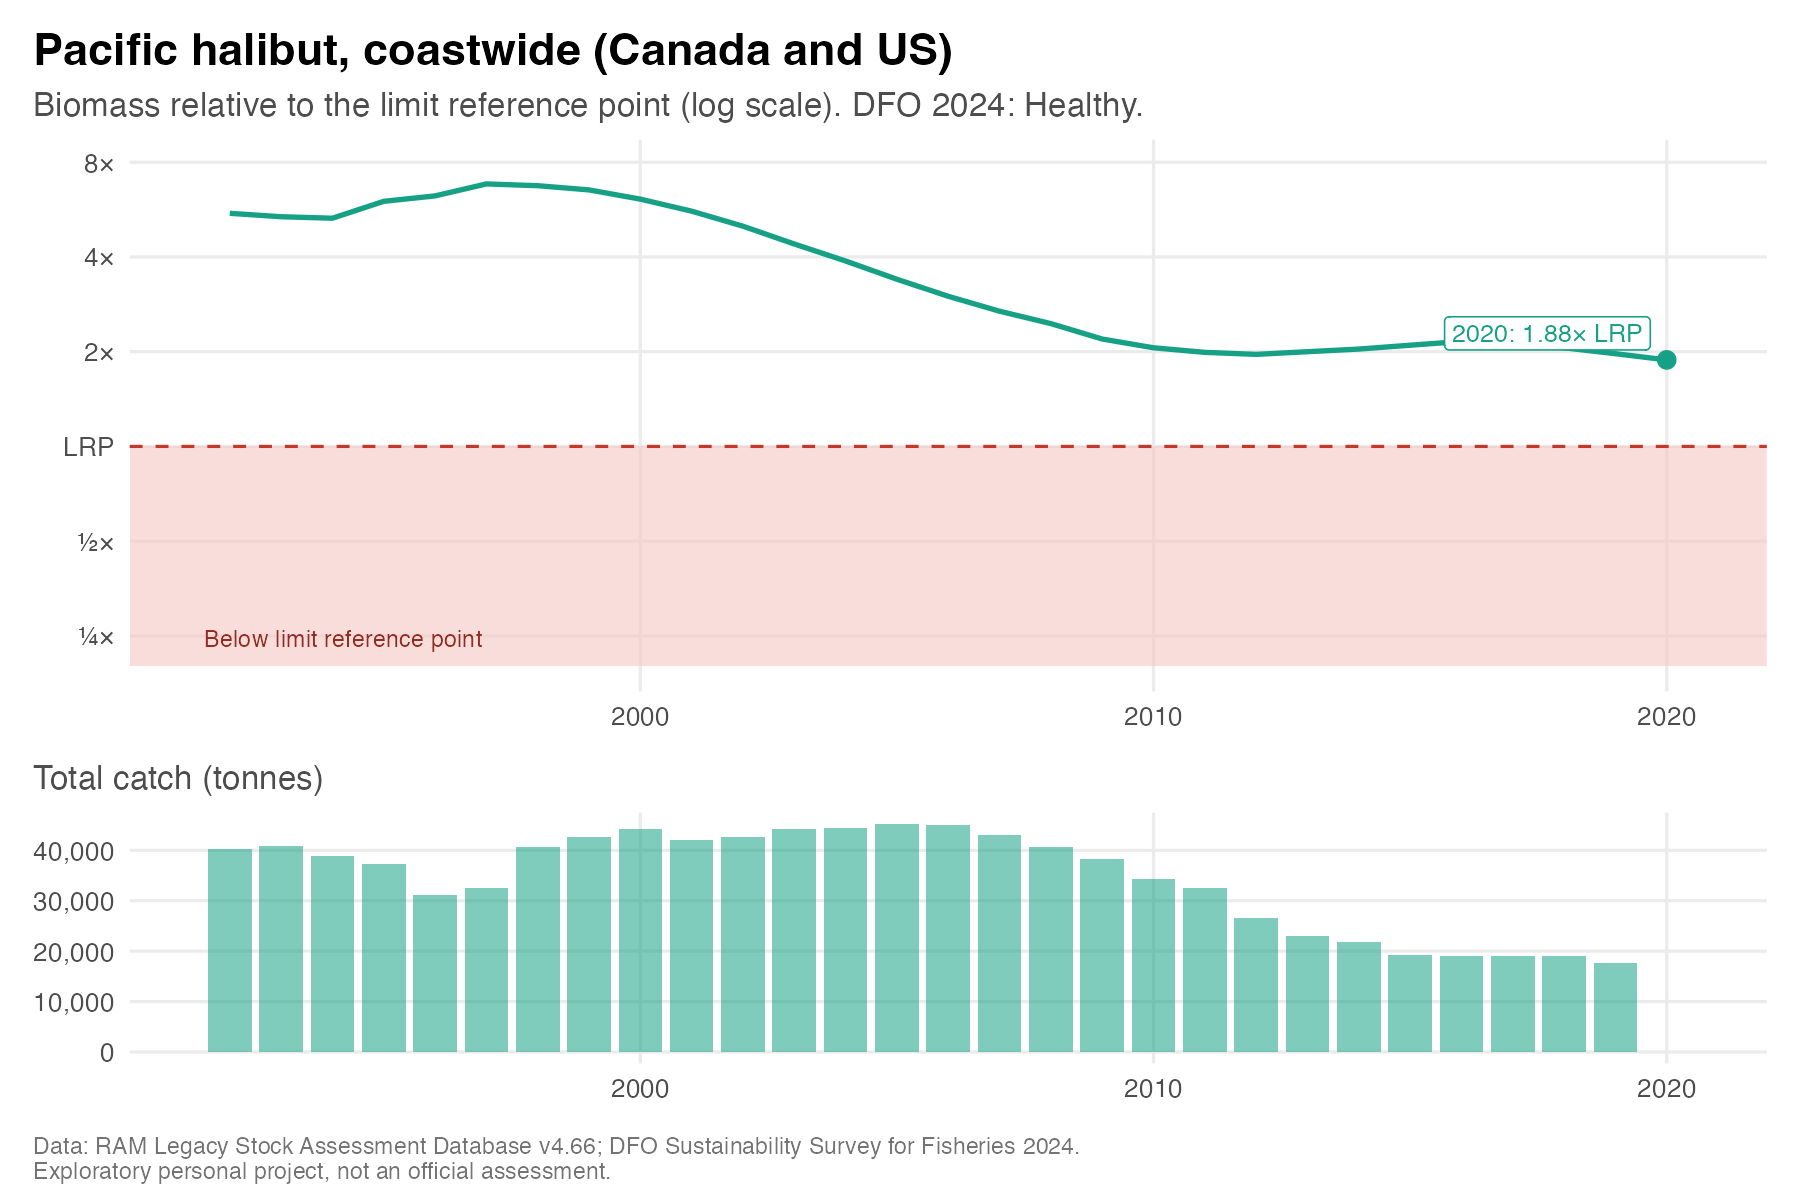 Pacific halibut, coastwide (Canada and US)
Biomass relative to the limit reference point (log scale). DFO 2024: Healthy.
8×
4×
2×
LRP
½×
¼×
2020: 1.88× LRP
Below limit reference point
2000
2010
2020
Total catch (tonnes)
40,000
30,000
20,000
10,000
0
2000
2010
2020
Data: RAM Legacy Stock Assessment Database v4.66; DFO Sustainability Survey for Fisheries 2024.
Exploratory personal project, not an official assessment.